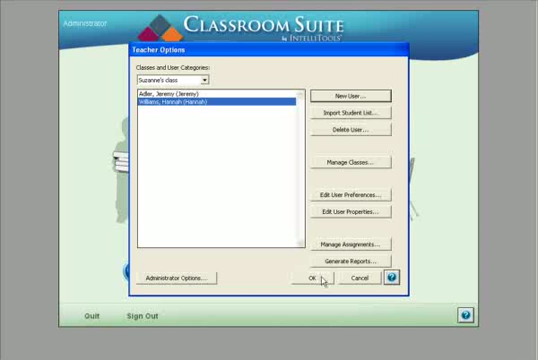 Administrator
CLASSROOM SUITE
by INTELLITOOLS
Teacher Options
Classes and User Categories:
Suzanne's class
Adler, Jeremy (Jeremy)
Williams, Hannah (Hannah)
New User...
Import Student List...
Delete User...
Manage Classes...
Edit User Preferences...
Edit User Properties...
Manage Assignments...
Generate Reports...
Administrator Options...
OK
Cancel
?
Quit
Sign Out
?